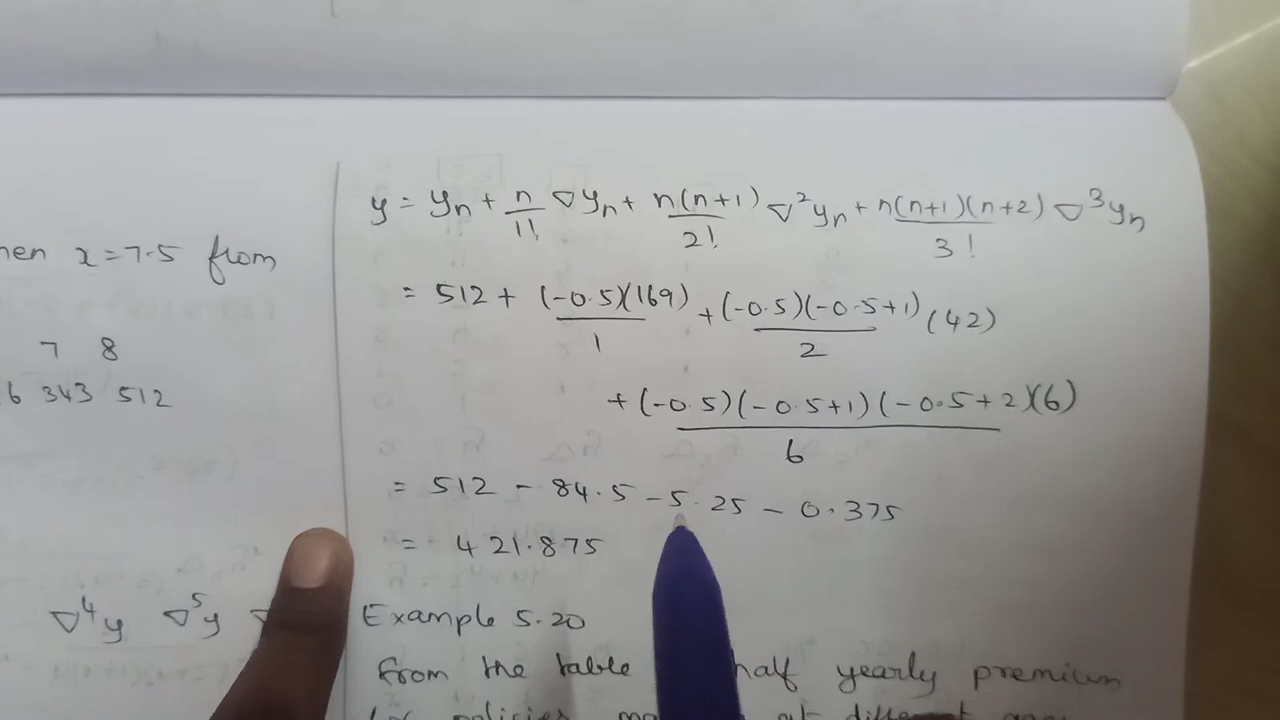 x=7.5 from
7 8
6 343 512
∇⁴y ∇⁵y
y = yn + n/1! ∇yn + n(n+1)/2! ∇²yn + n(n+1)(n+2)/3! ∇³yn
= 512 + (-0.5)(169)/1 + (-0.5)(-0.5+1)/2 (42)
+ (-0.5)(-0.5+1)(-0.5+2)(6)/6
= 512 - 84.5 - 5.25 - 0.375
= 421.875
Example 5.20
From the table half yearly premium